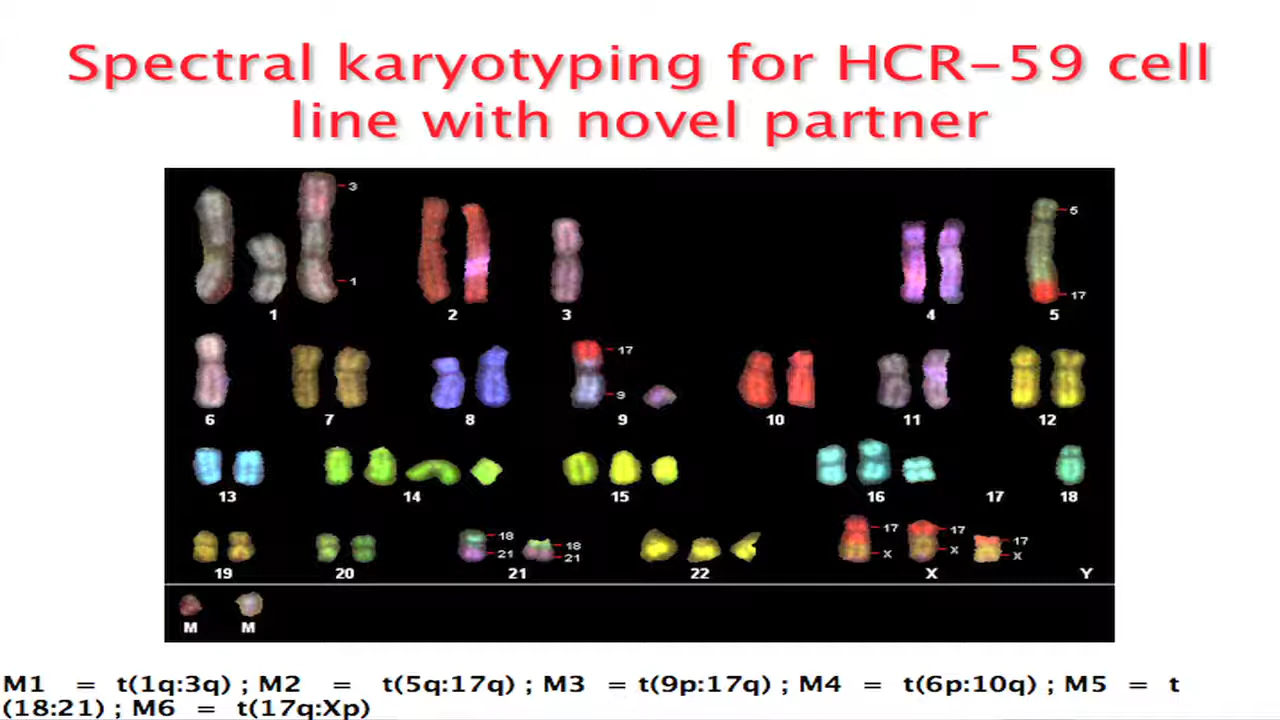 Spectral karyotyping for HCR-59 cell
line with novel partner
3
1
5
17
1 2 3 4 5
17
9
6 7 8 9 10 11 12
13 14 15 16 17 18
18
21
18
21
17
X
17
X
17
X
19 20 21 22 X Y
M M
M1 = t(1q:3q) ; M2 = t(5q:17q) ; M3 = t(9p:17q) ; M4 = t(6p:10q) ; M5 = t
(18:21) ; M6 = t(17q:Xp)